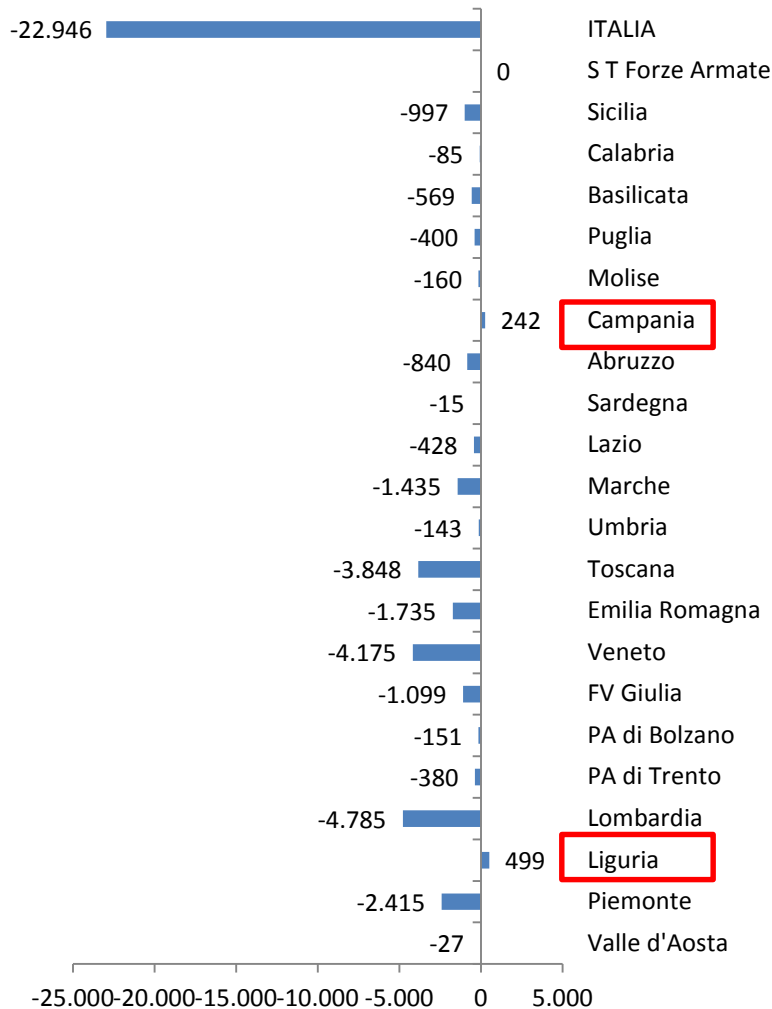 -22.946 ITALIA
0 S T Forze Armate
-997 Sicilia
-85 Calabria
-569 Basilicata
-400 Puglia
-160 Molise
242 Campania
-840 Abruzzo
-15 Sardegna
-428 Lazio
-1.435 Marche
-143 Umbria
-3.848 Toscana
-1.735 Emilia Romagna
-4.175 Veneto
-1.099 FV Giulia
-151 PA di Bolzano
-380 PA di Trento
-4.785 Lombardia
499 Liguria
-2.415 Piemonte
-27 Valle d'Aosta
-25.000 -20.000 -15.000 -10.000 -5.000 0 5.000